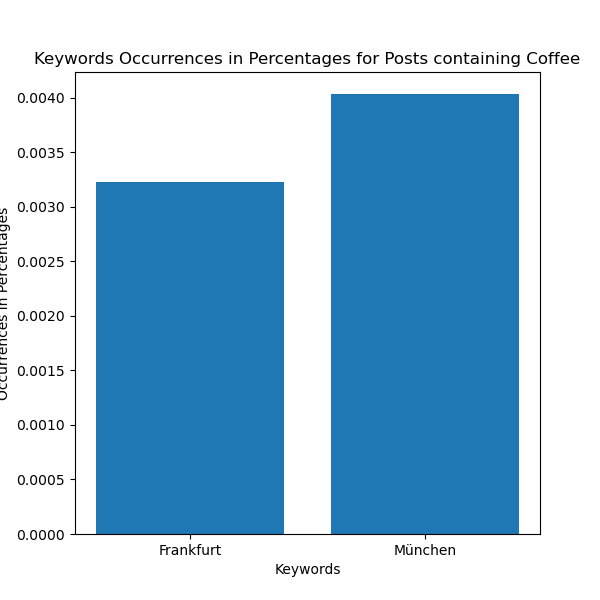 Keywords Occurrences in Percentages for Posts containing Coffee
0.0040
0.0035
0.0030
0.0025
0.0020
0.0015
0.0010
0.0005
0.0000
Occurrences in Percentages
Frankfurt
München
Keywords